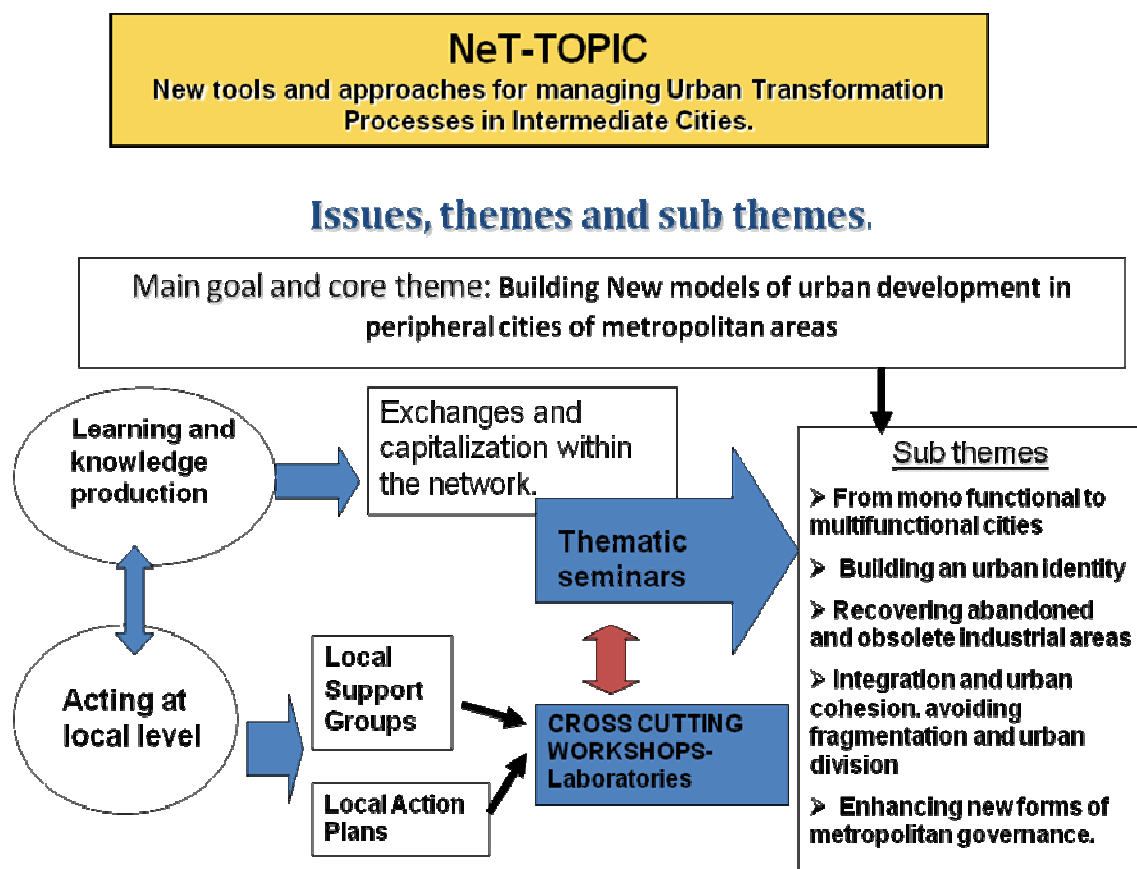 NeT-TOPIC
New tools and approaches for managing Urban Transformation
Processes in Intermediate Cities.
Issues, themes and sub themes.
Main goal and core theme: Building New models of urban development in
peripheral cities of metropolitan areas
Learning and
knowledge
production
Exchanges and
capitalization within
the network.
Thematic
seminars
Acting at
local level
Local
Support
Groups
Local Action
Plans
CROSS CUTTING
WORKSHOPS-
Laboratories
Sub themes
➢ From mono functional to
multifunctional cities
➢ Building an urban identity
➢ Recovering abandoned
and obsolete industrial areas
➢ Integration and urban
cohesion. avoiding
fragmentation and urban
division
➢ Enhancing new forms of
metropolitan governance.